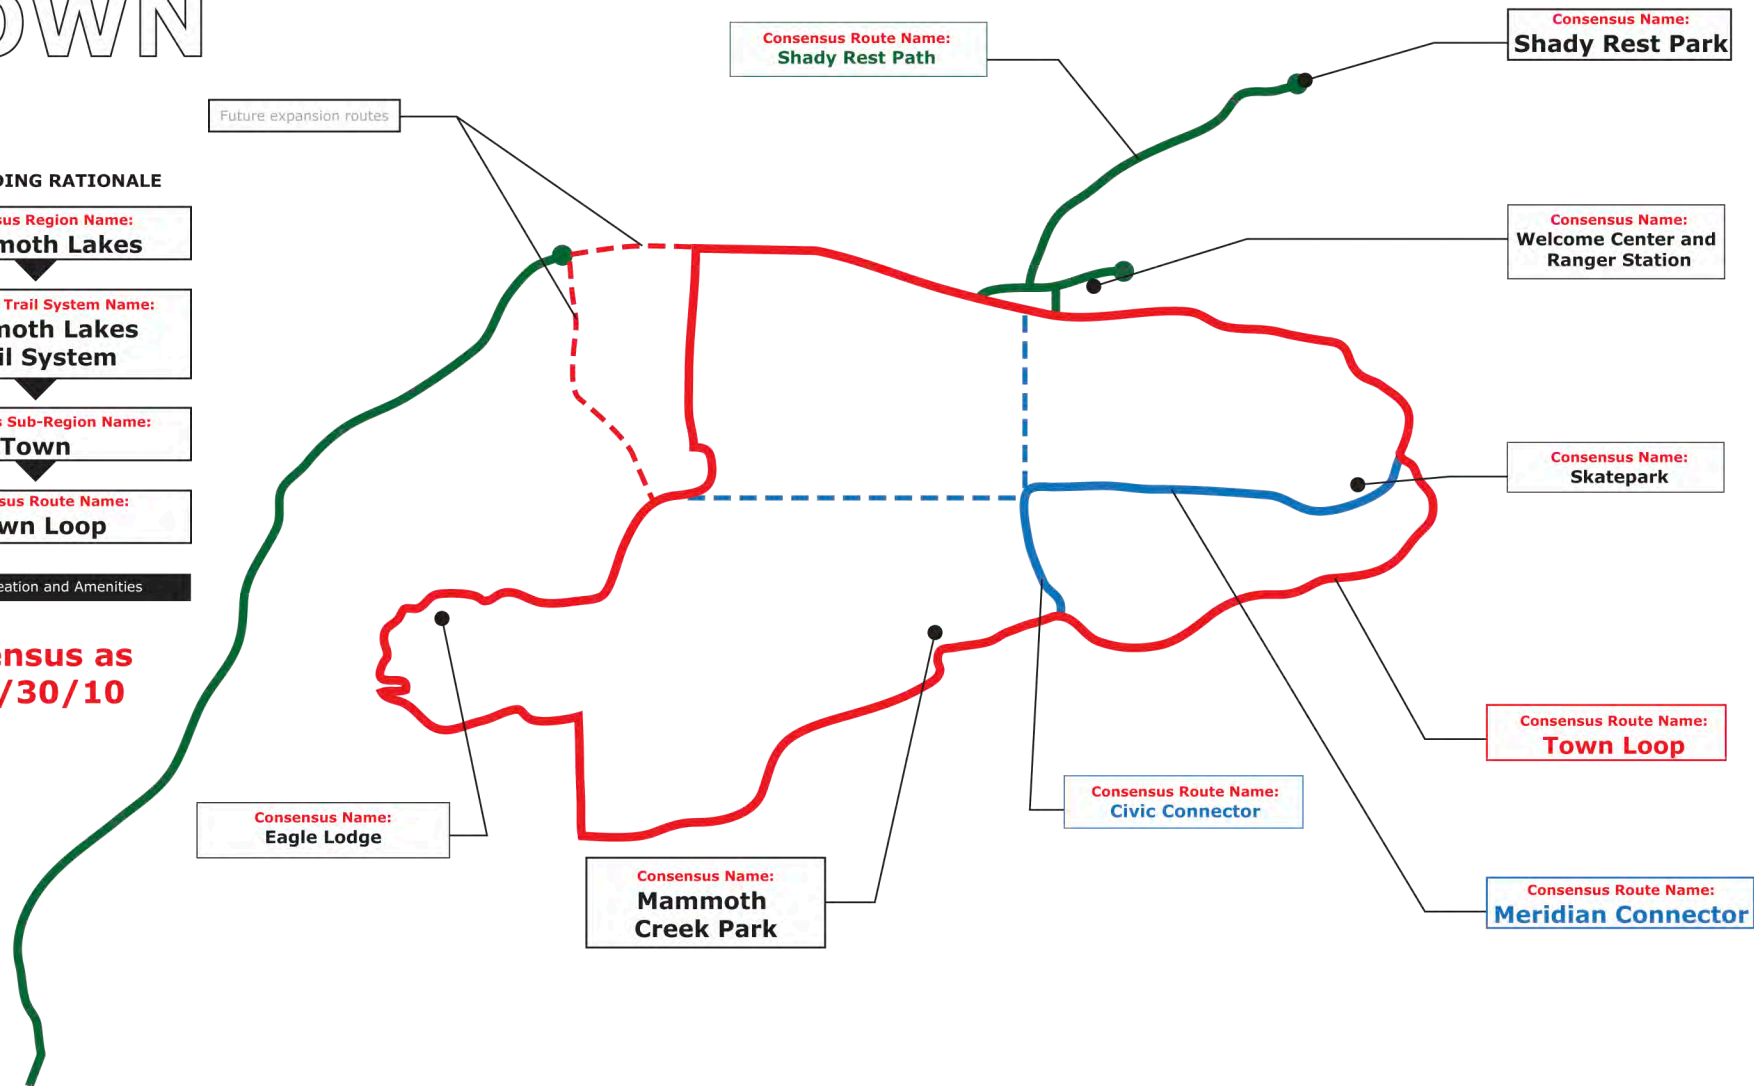 OWN
Consensus Route Name:
Shady Rest Path
Consensus Name:
Shady Rest Park
Future expansion routes
DING RATIONALE
sus Region Name:
moth Lakes
Trail System Name:
moth Lakes
il System
s Sub-Region Name:
Town
sus Route Name:
wn Loop
eation and Amenities
ensus as
/30/10
Consensus Name:
Welcome Center and
Ranger Station
Consensus Name:
Skatepark
Consensus Route Name:
Town Loop
Consensus Route Name:
Civic Connector
Consensus Name:
Eagle Lodge
Consensus Name:
Mammoth
Creek Park
Consensus Route Name:
Meridian Connector